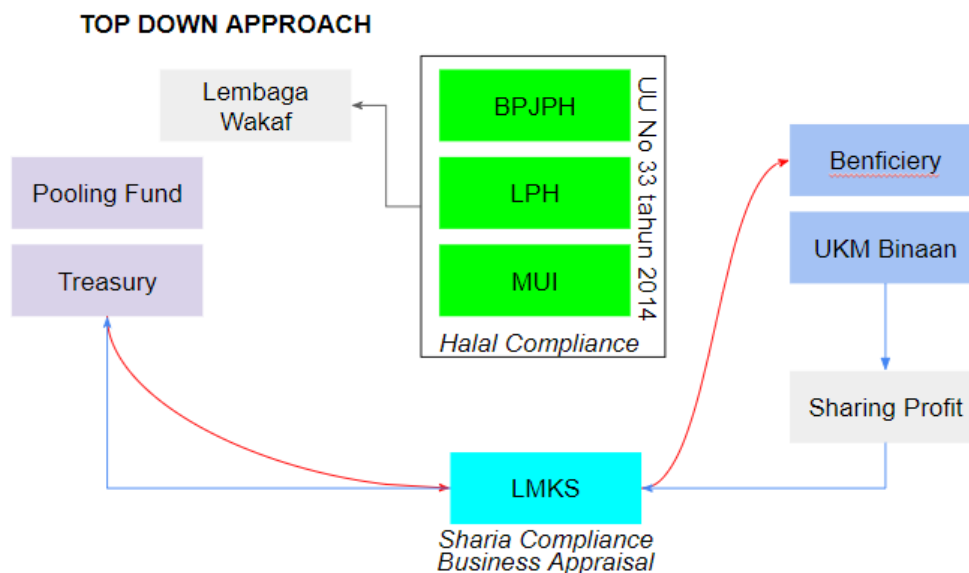 TOP DOWN APPROACH
Lembaga
Wakaf
Pooling Fund
Treasury
BPJPH
LPH
MUI
UIU No 33 tahun 2014
Halal Compliance
Benficiery
UKM Binaan
Sharing Profit
LMKS
Sharia Compliance
Business Appraisal